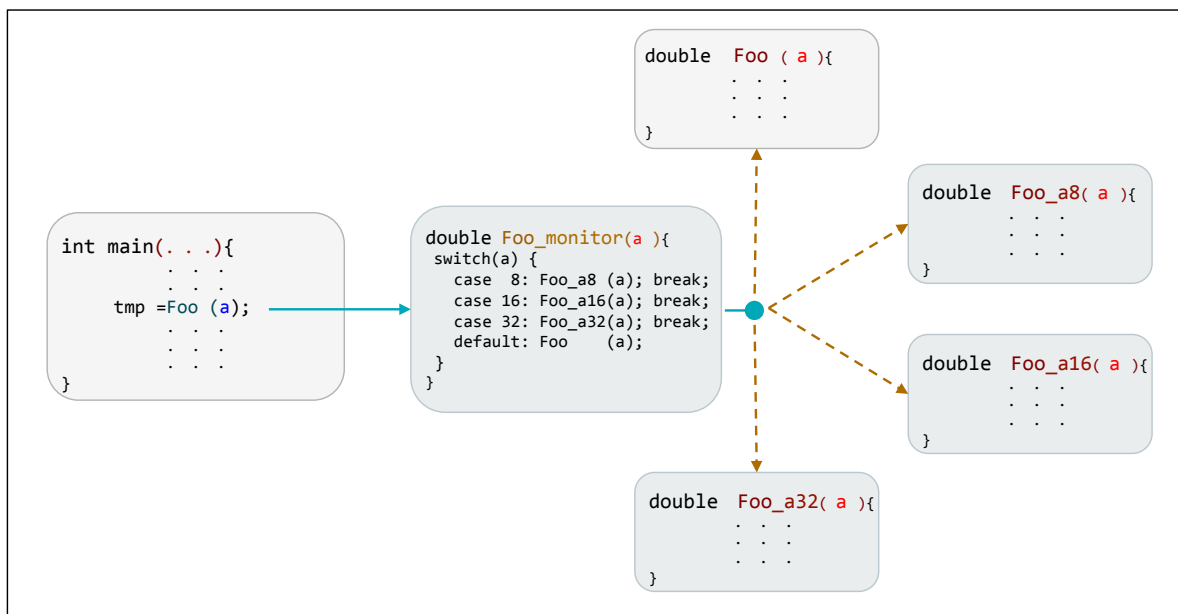 int main(. . .){
. . .
. . .
tmp =Foo (a);
. . .
. . .
. . .
}
double Foo_monitor(a ){
switch(a) {
case 8: Foo_a8 (a); break;
case 16: Foo_a16(a); break;
case 32: Foo_a32(a); break;
default: Foo (a);
}
}
double Foo ( a ){
. . .
. . .
. . .
}
double Foo_a8( a ){
. . .
. . .
. . .
}
double Foo_a16( a ){
. . .
. . .
. . .
}
double Foo_a32( a ){
. . .
. . .
. . .
}